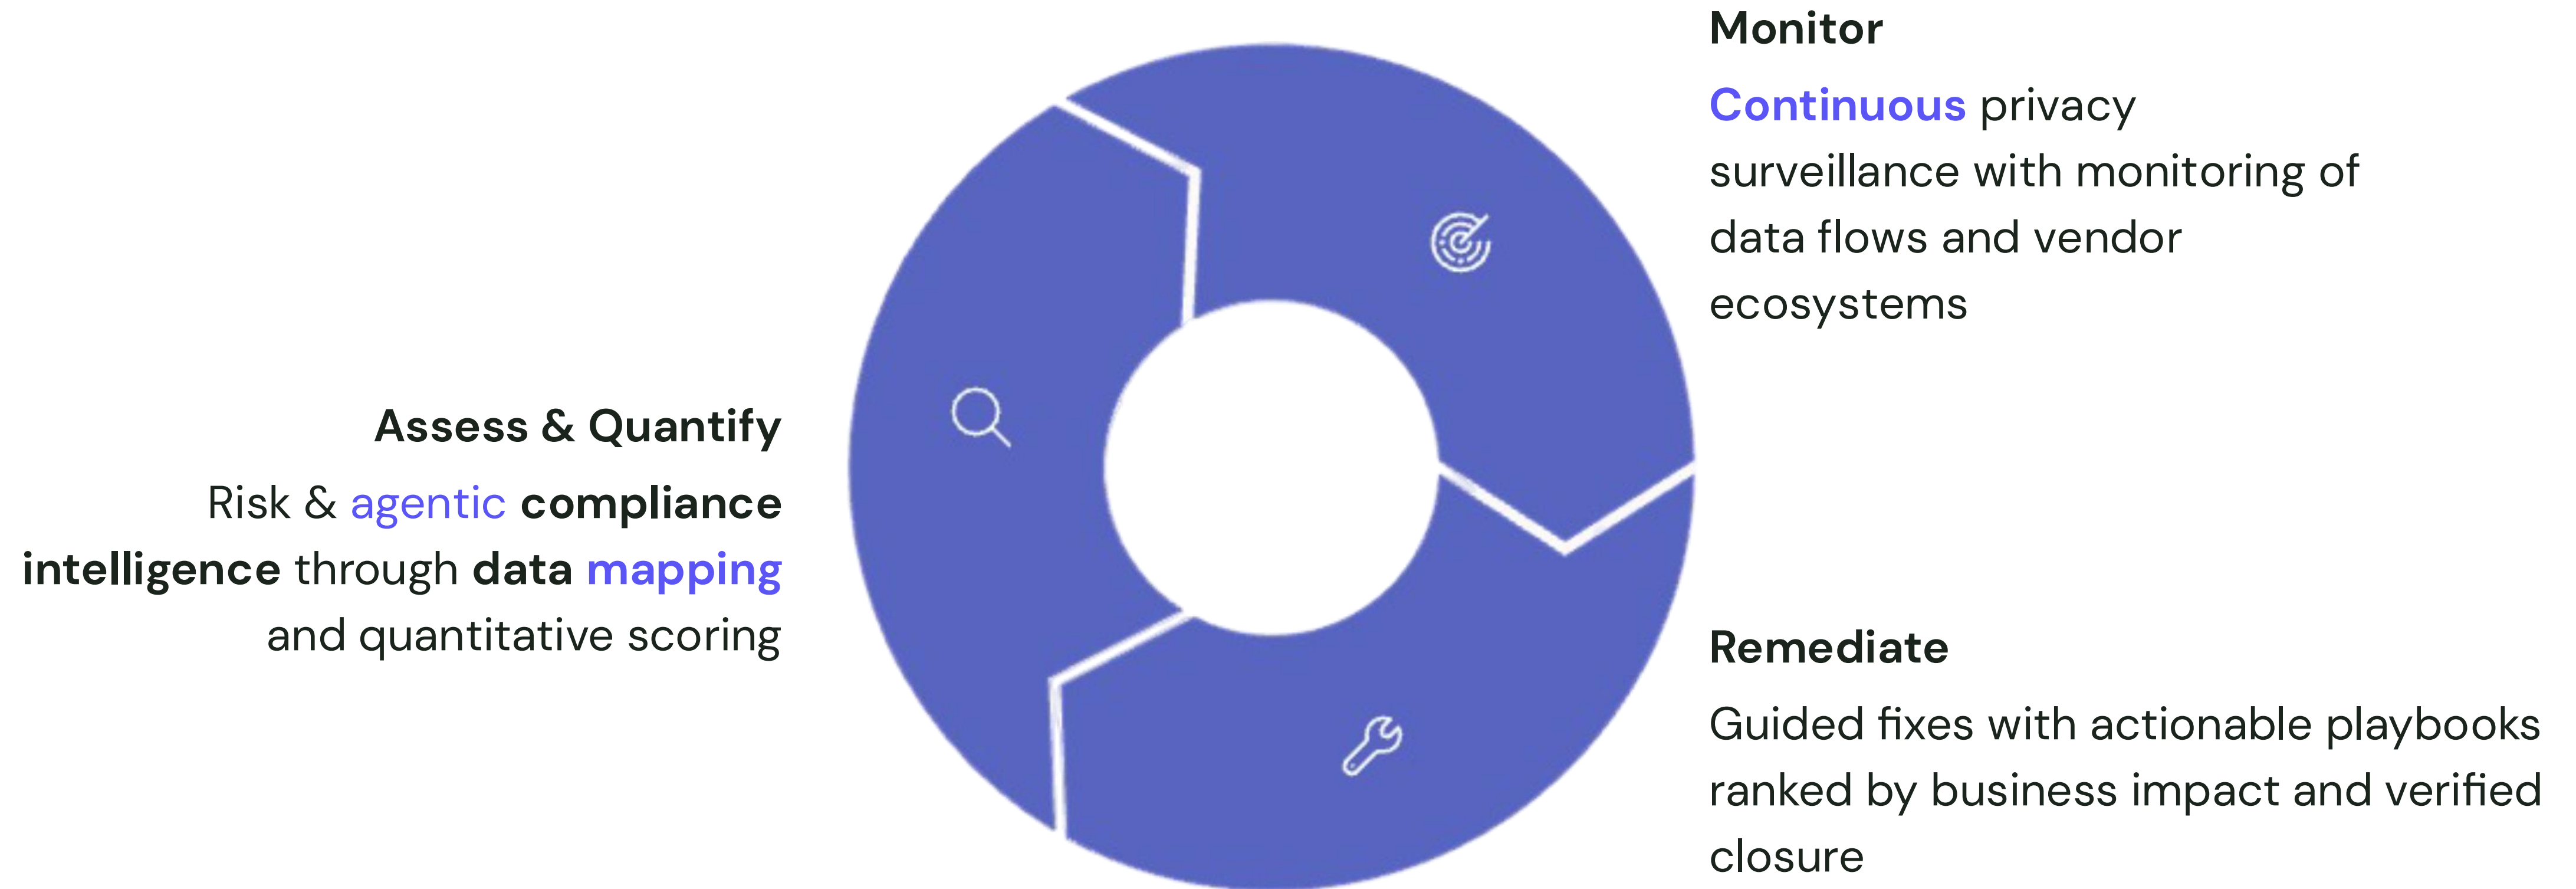 Monitor
Continuous privacy
surveillance with monitoring of
data flows and vendor
ecosystems
Assess & Quantify
Risk & agentic compliance
intelligence through data mapping
and quantitative scoring
Remediate
Guided fixes with actionable playbooks
ranked by business impact and verified
closure